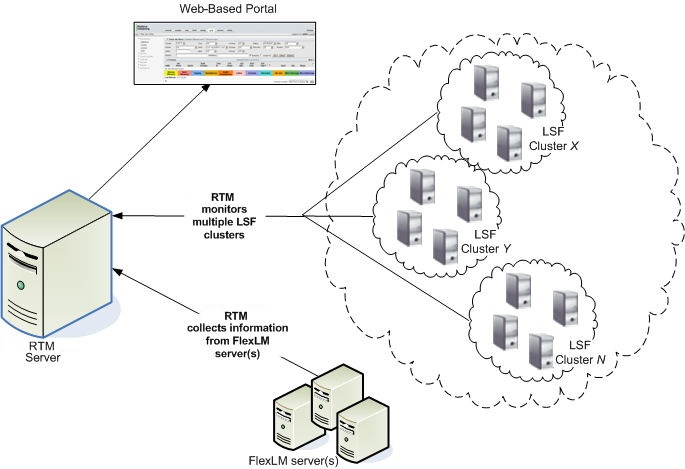 Web-Based Portal
LSF
Cluster X
RTM
monitors
multiple LSF
clusters
LSF
Cluster Y
RTM
collects information
from FlexLM
server(s)
RTM
Server
LSF
Cluster N
FlexLM server(s)